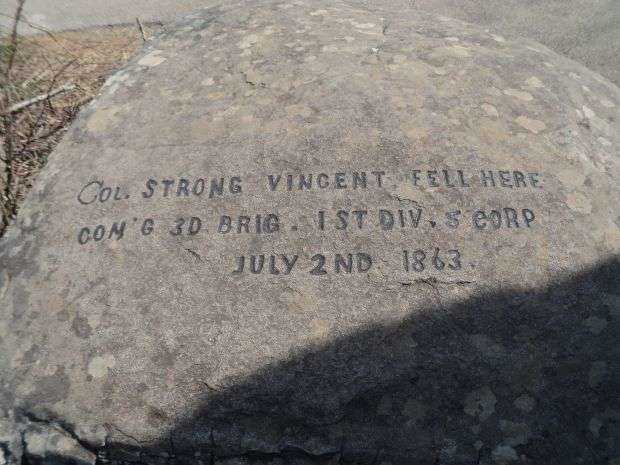 COL. STRONG VINCENT FELL HERE
COM'G 3D BRIG. 1ST DIV. 5 CORP
JULY 2ND 1863.